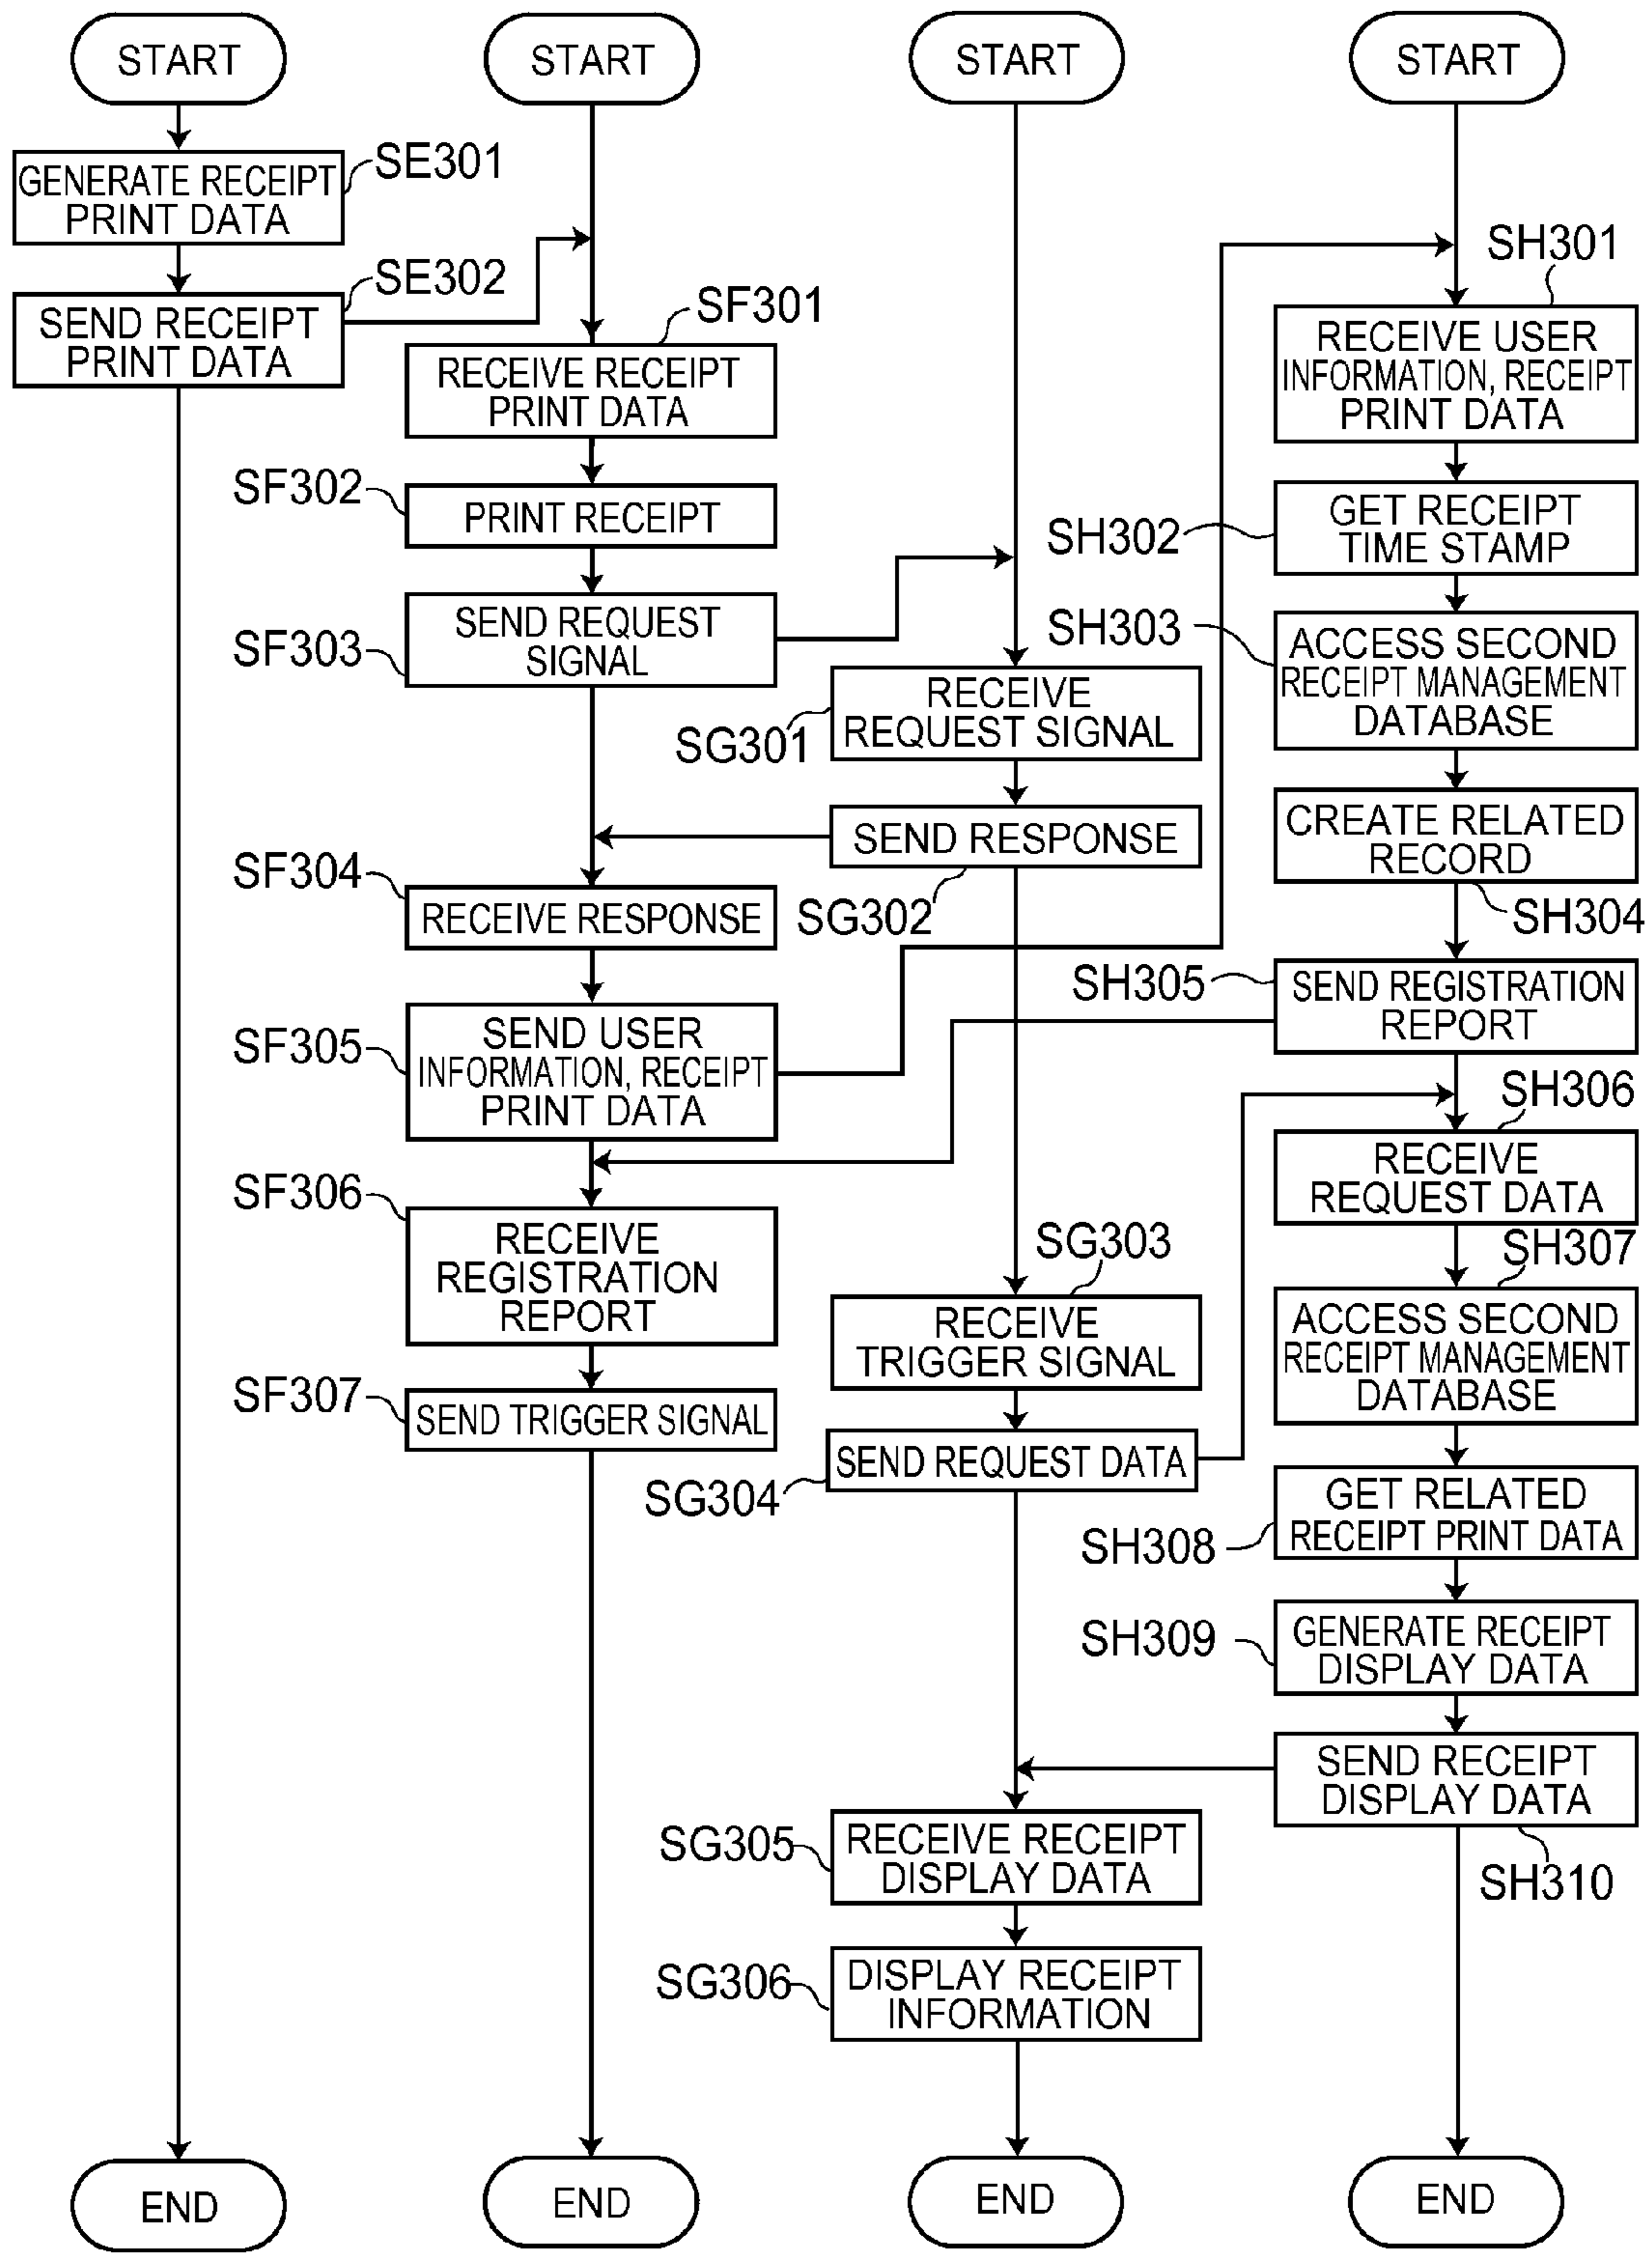 START
GENERATE RECEIPT
PRINT DATA
SE301
SEND RECEIPT
PRINT DATA
SE302
END
START
RECEIVE RECEIPT
PRINT DATA
SF301
PRINT RECEIPT
SF302
SEND REQUEST
SIGNAL
SF303
RECEIVE RESPONSE
SF304
SEND USER
INFORMATION, RECEIPT
PRINT DATA
SF305
RECEIVE
REGISTRATION
REPORT
SF306
SEND TRIGGER SIGNAL
SF307
END
START
RECEIVE
REQUEST SIGNAL
SG301
SEND RESPONSE
SG302
RECEIVE
TRIGGER SIGNAL
SG303
SEND REQUEST DATA
SG304
RECEIVE RECEIPT
DISPLAY DATA
SG305
DISPLAY RECEIPT
INFORMATION
SG306
END
START
RECEIVE USER
INFORMATION, RECEIPT
PRINT DATA
SH301
GET RECEIPT
TIME STAMP
SH302
ACCESS SECOND
RECEIPT MANAGEMENT
DATABASE
SH303
CREATE RELATED
RECORD
SH304
SEND REGISTRATION
REPORT
SH305
RECEIVE
REQUEST DATA
SH306
ACCESS SECOND
RECEIPT MANAGEMENT
DATABASE
SH307
GET RELATED
RECEIPT PRINT DATA
SH308
GENERATE RECEIPT
DISPLAY DATA
SH309
SEND RECEIPT
DISPLAY DATA
SH310
END